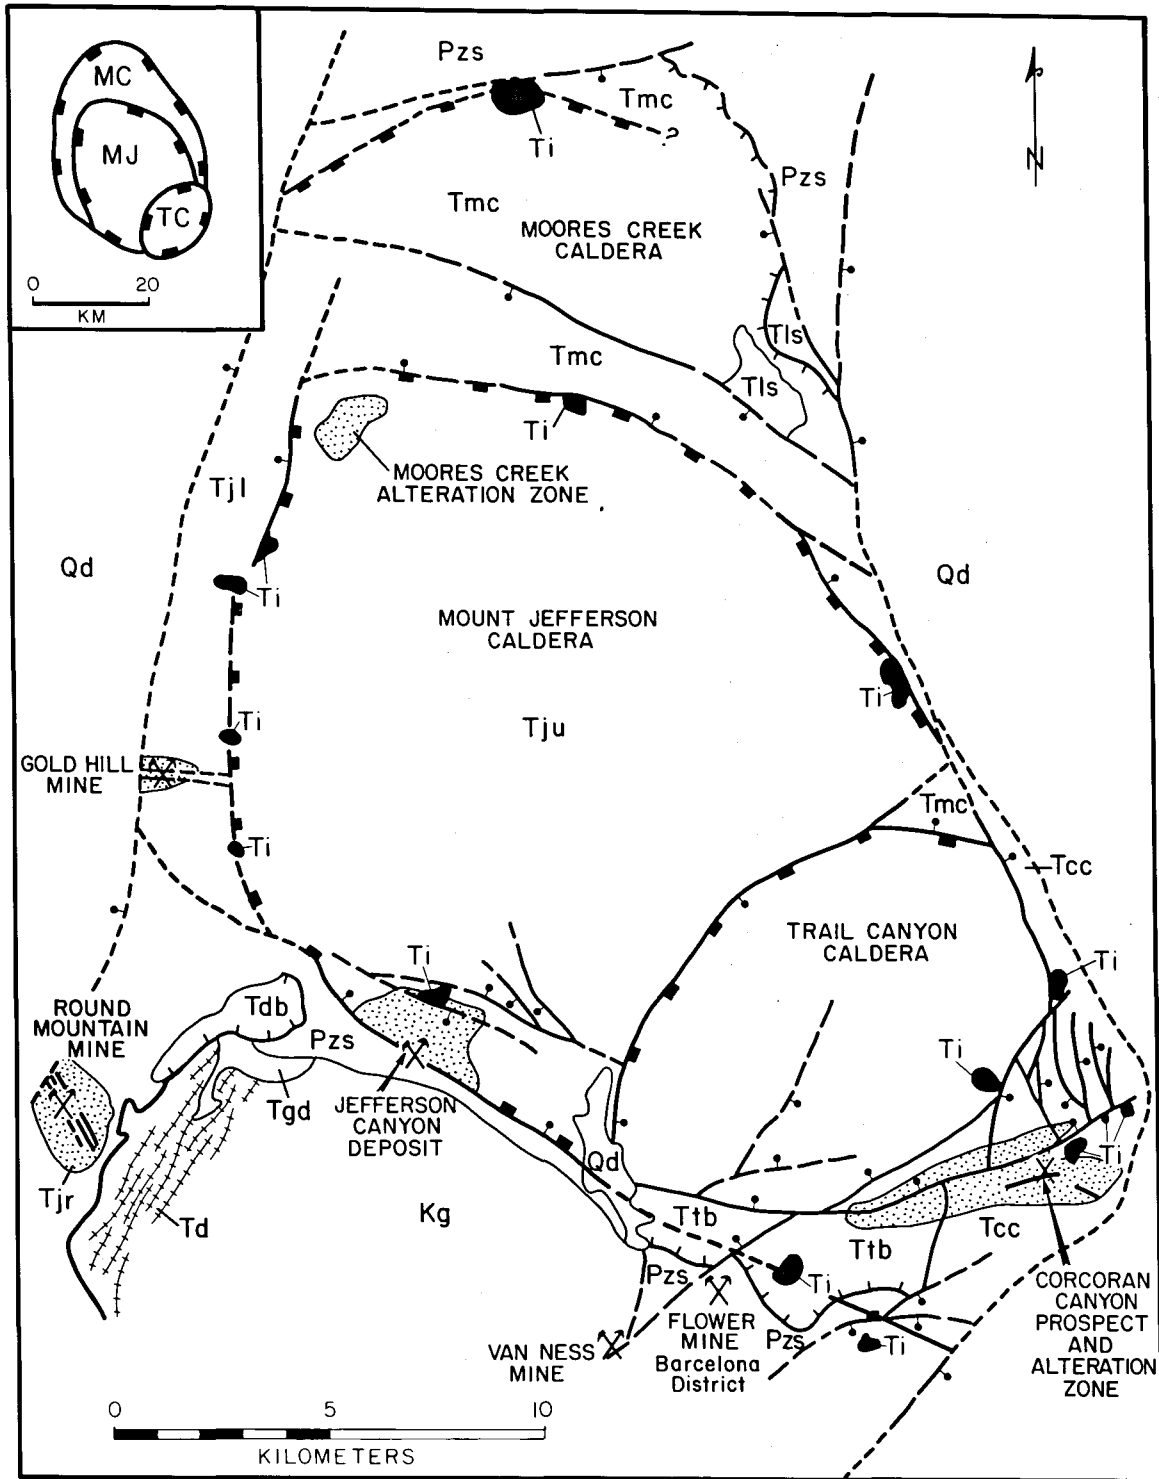 MC
MJ
TC
0 20
KM
Pzs
Tmc
Ti
?
Pzs
N
Tmc
MOORES CREEK
CALDERA
Tls
Tmc
Tls
Ti
MOORES CREEK
ALTERATION ZONE
Tjl
Qd
Qd
Ti
MOUNT JEFFERSON
CALDERA
Ti
Ti
Tju
GOLD HILL
MINE
Tmc
Ti
Tcc
TRAIL CANYON
CALDERA
Ti
Ti
ROUND
MOUNTAIN
MINE
Tdb
Pzs
Ti
Tgd
JEFFERSON
CANYON
DEPOSIT
Qd
Ti
Tjr
Td
Kg
Ttb
Ttb
Tcc
Pzs
Ti
FLOWER
MINE
Barcelona
District
Pzs
Ti
VAN NESS
MINE
CORCORAN
CANYON
PROSPECT
AND
ALTERATION
ZONE
0 5 10
KILOMETERS